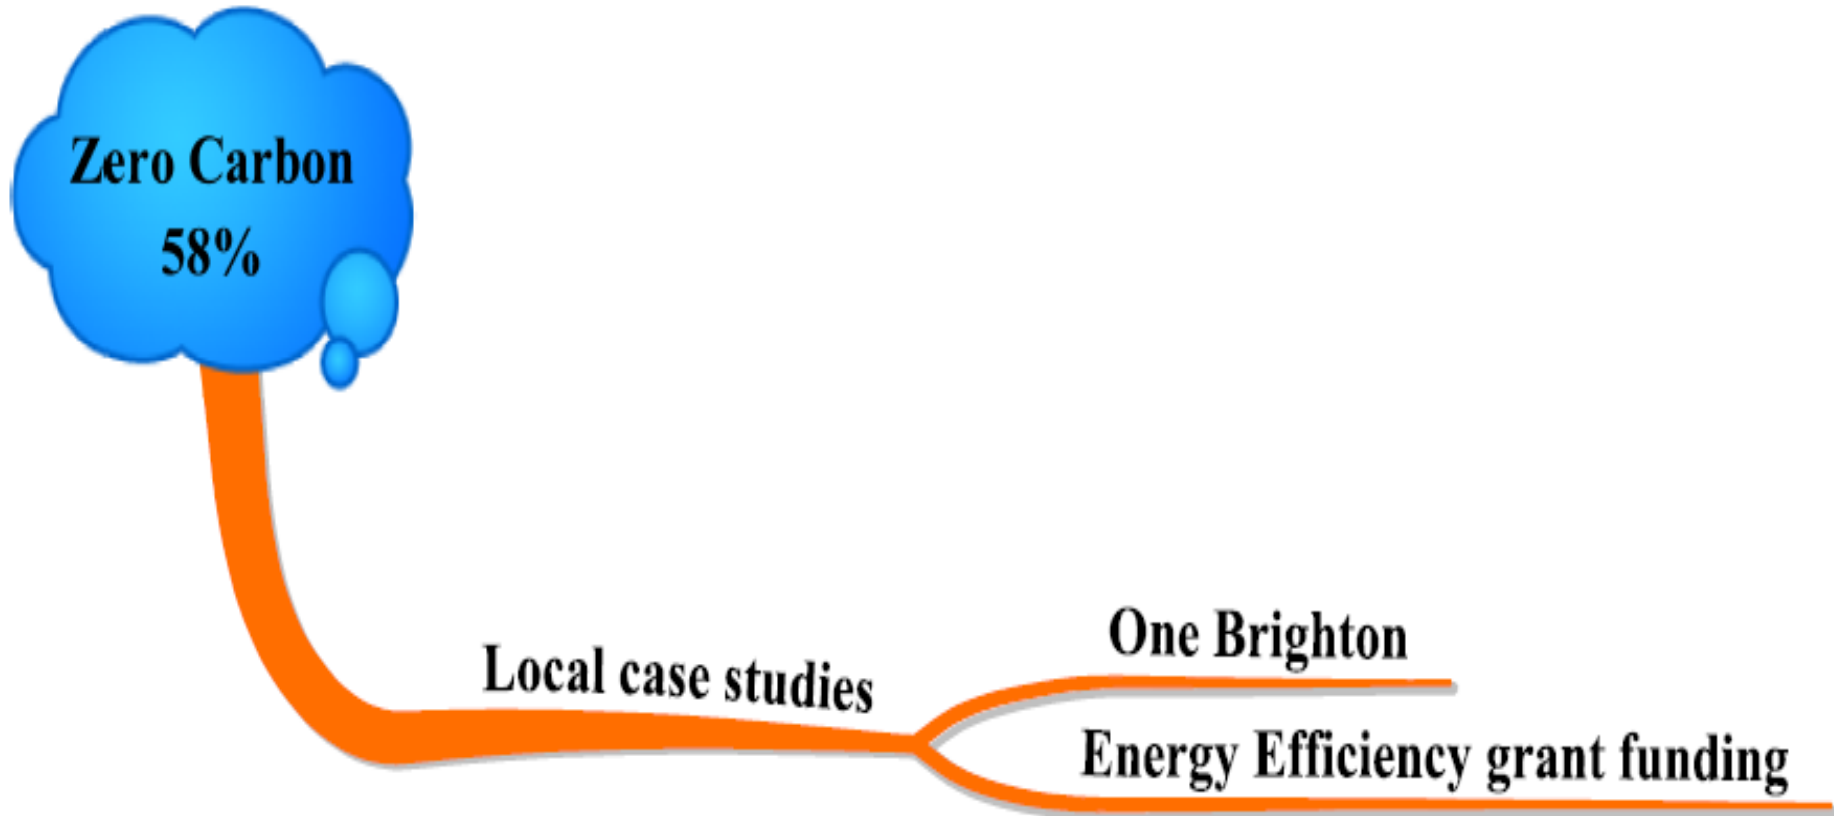 Zero Carbon
58%
Local case studies
One Brighton
Energy Efficiency grant funding